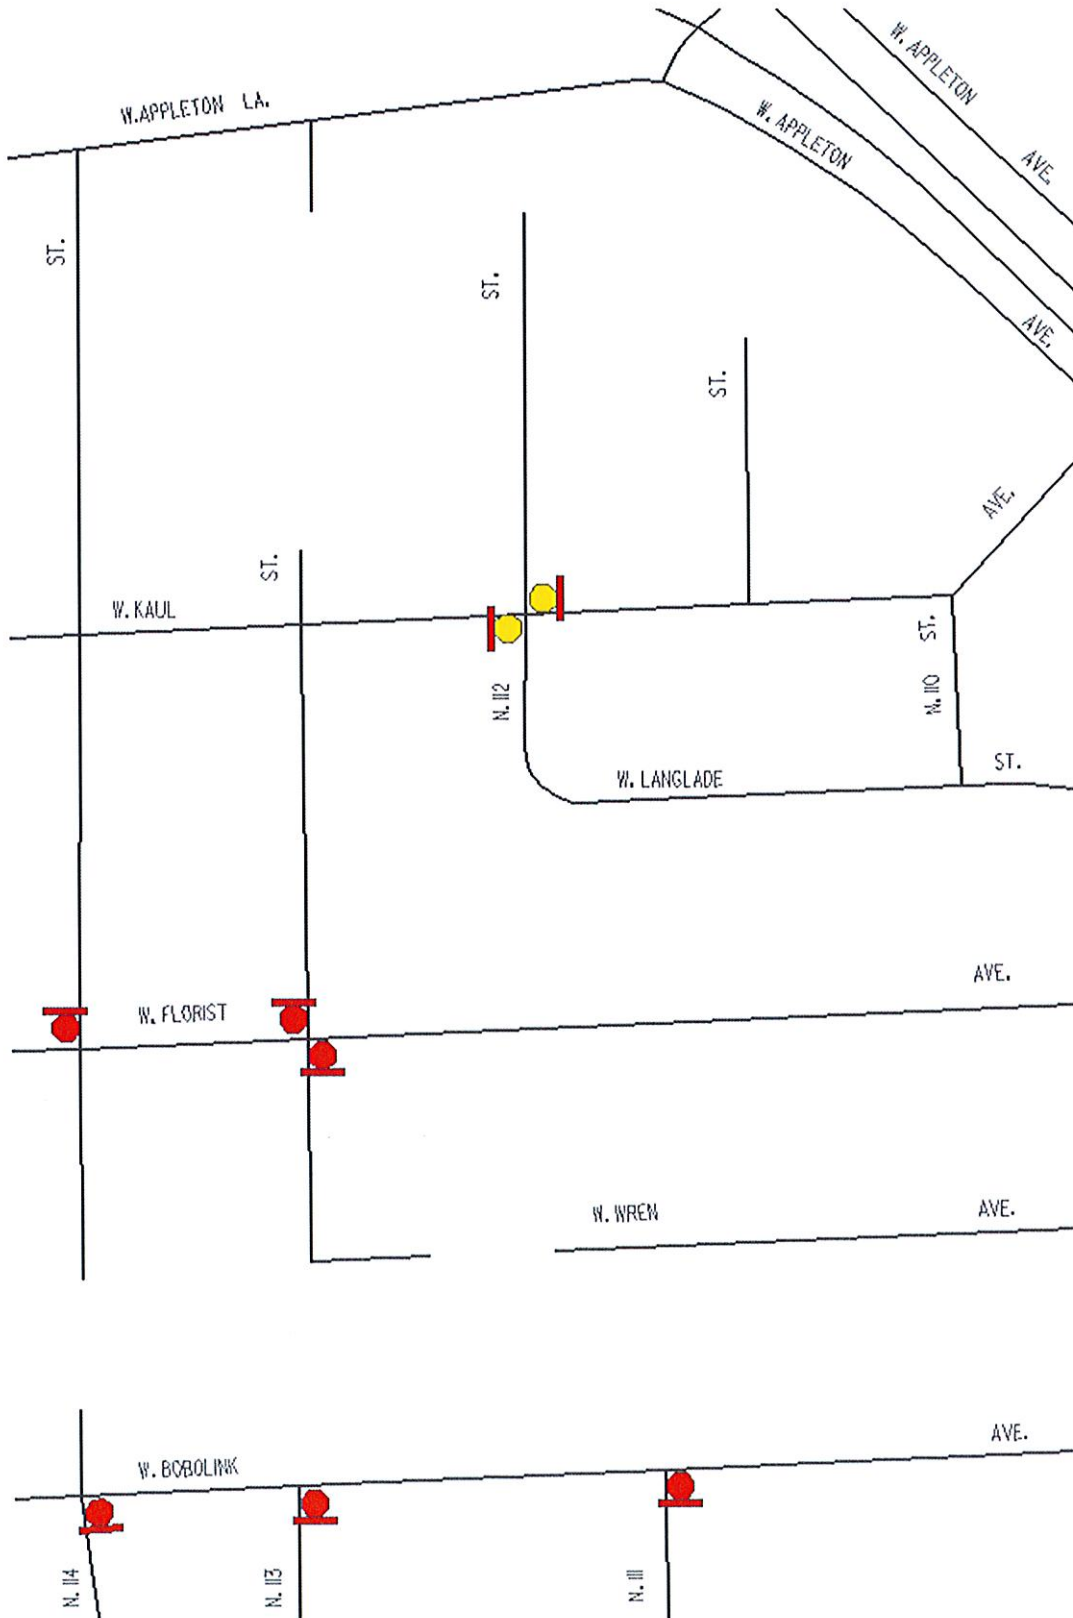 W. APPLETON AVE.
W. APPLETON LA.
W. APPLETON AVE.
ST.
ST.
ST.
AVE.
ST.
W. KAUL
ST.
N. 112
N. 110
W. LANGLADE ST.
W. FLORIST AVE.
W. WREN AVE.
W. BOBOLINK AVE.
N. 114
N. 113
N. 111